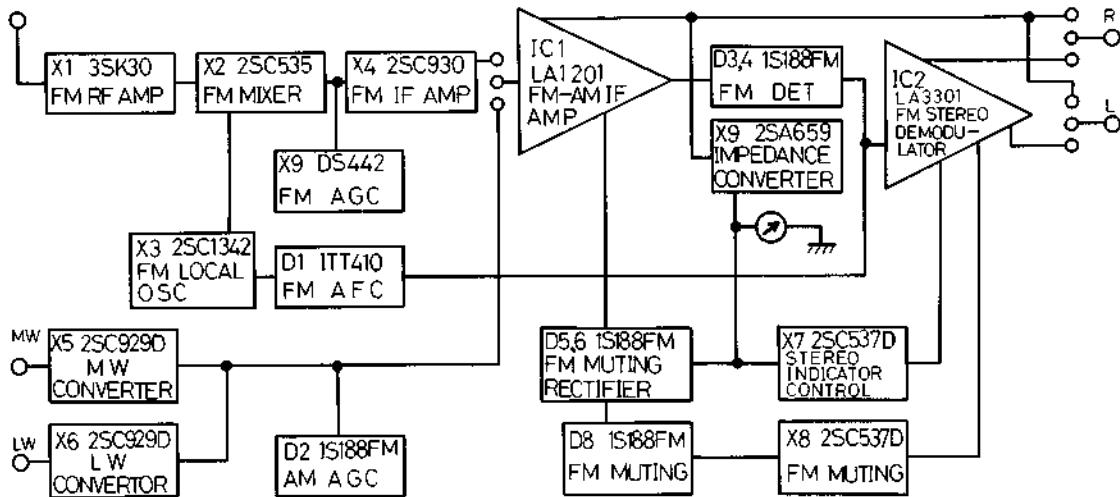 R
X1 3SK30
FM RF AMP
X2 2SC535
FM MIXER
X4 2SC930
FM IF AMP
IC1
LA1201
FM-AM IF
AMP
D3,4 1S188FM
FM DET
IC2
LA3301
FM STEREO
DEMODU-
LATOR
L
X9 DS442
FM AGC
X9 2SA659
IMPEDANCE
CONVERTER
X3 2SC1342
FM LOCAL
OSC
D1 ITT410
FM AFC
MW
X5 2SC929D
MW
CONVERTER
D5,6 1S188FM
FM MUTING
RECTIFIER
X7 2SC537D
STEREO
INDICATOR
CONTROL
LW
X6 2SC929D
LW
CONVERTOR
D2 1S188FM
AM AGC
D8 1S188FM
FM MUTING
X8 2SC537D
FM MUTING